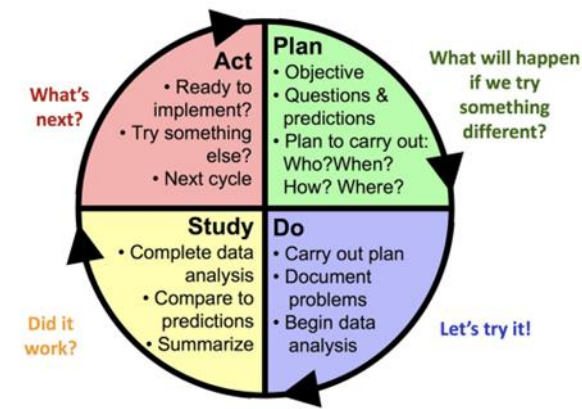 Plan
• Objective
• Questions &
predictions
• Plan to carry out:
Who?When?
How? Where?
What will happen
if we try
something
different?
Do
• Carry out plan
• Document
problems
• Begin data
analysis
Let's try it!
Study
• Complete data
analysis
• Compare to
predictions
• Summarize
Did it
work?
Act
• Ready to
implement?
• Try something
else?
• Next cycle
What's
next?